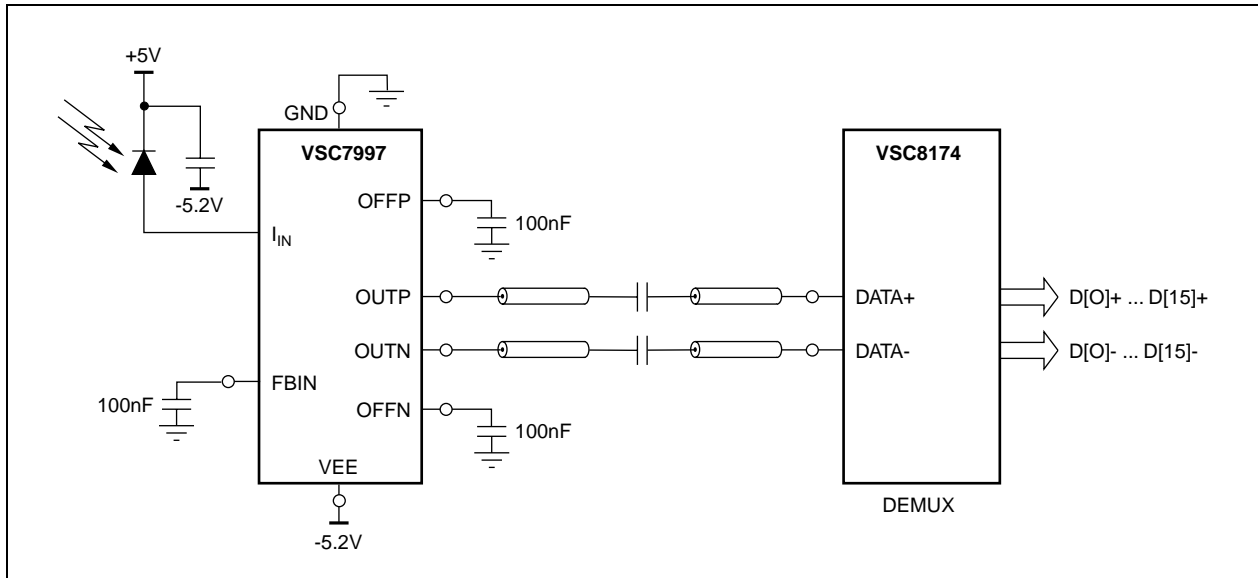 +5V
GND
VSC7997
VSC8174
-5.2V
OFFP
100nF
IIN
OUTP
DATA+
D[O]+ ... D[15]+
OUTN
DATA-
D[O]- ... D[15]-
FBIN
100nF
OFFN
100nF
VEE
DEMUX
-5.2V